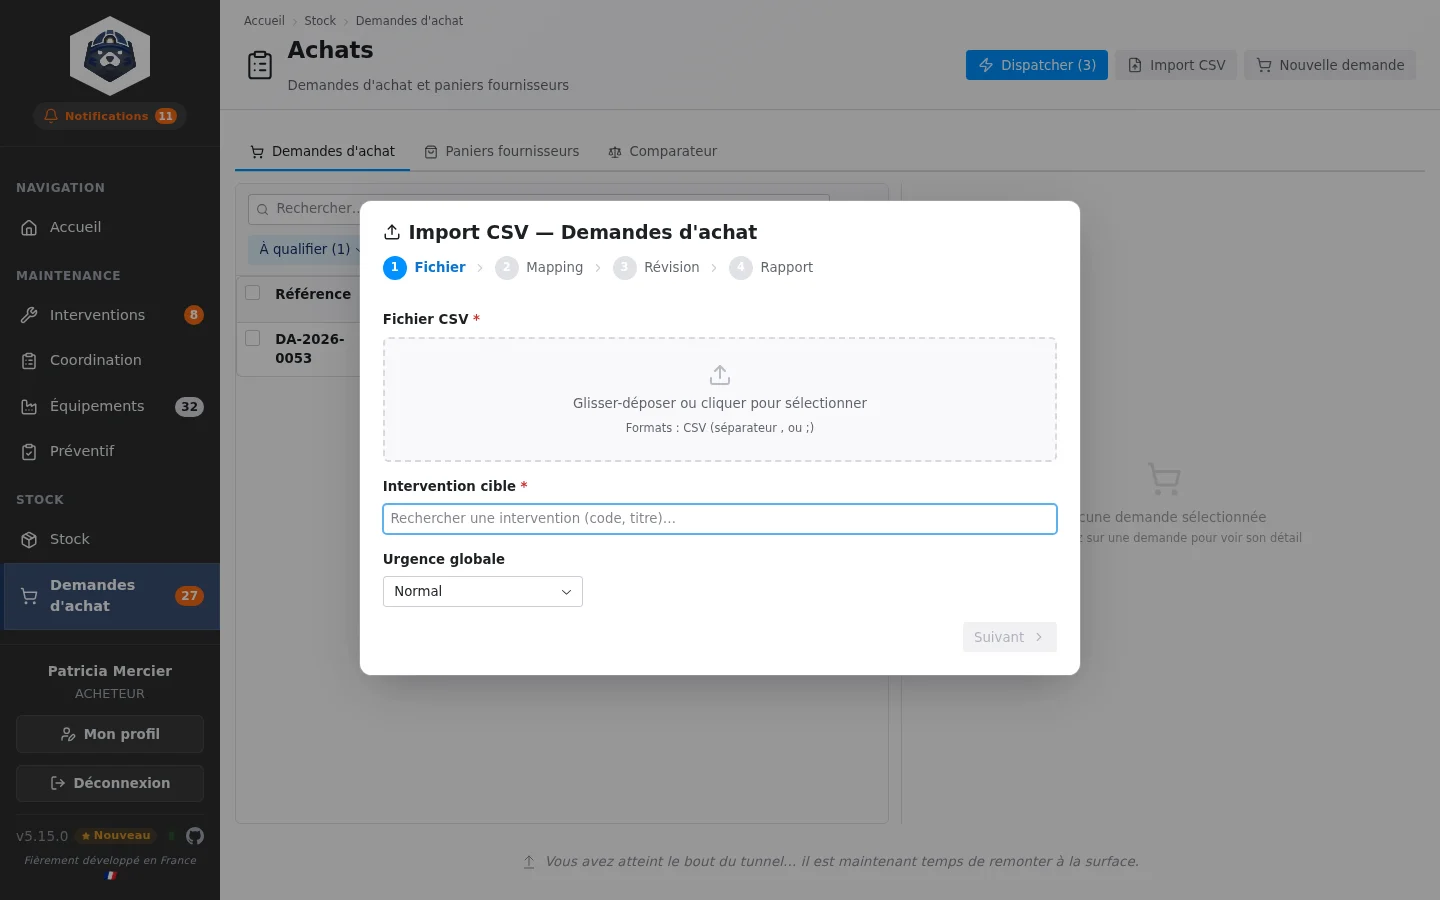 Accueil > Stock > Demandes d'achat
Achats
Demandes d'achat et paniers fournisseurs
Dispatcher (3)
Import CSV
Nouvelle demande
Notifications 11
NAVIGATION
Accueil
MAINTENANCE
Interventions 8
Coordination
Équipements 32
Préventif
STOCK
Stock
Demandes
d'achat 27
Patricia Mercier
ACHETEUR
Mon profil
Déconnexion
v5.15.0 Nouveau
Fièrement développé en France
Demandes d'achat
Paniers fournisseurs
Comparateur
Rechercher...
À qualifier (1)
Référence
DA-2026-
0053
Import CSV — Demandes d'achat
1 Fichier > 2 Mapping > 3 Révision > 4 Rapport
Fichier CSV *
Glisser-déposer ou cliquer pour sélectionner
Formats : CSV (séparateur , ou ;)
Intervention cible *
Rechercher une intervention (code, titre)...
Urgence globale
Normal
Suivant
demande sélectionnée
sur une demande pour voir son détail
Vous avez atteint le bout du tunnel... il est maintenant temps de remonter à la surface.